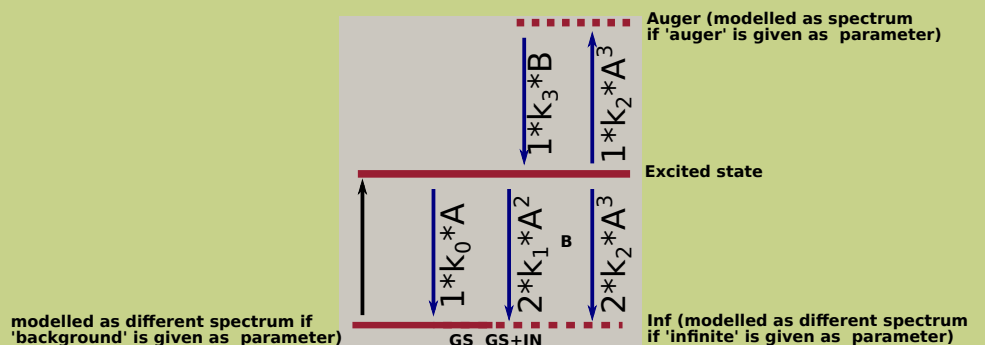 Auger (modelled as spectrum
if 'auger' is given as  parameter)
1*k3*B
1*k2*A3
Excited state
1*k0*A
2*k1*A2
B
2*k2*A3
modelled as different spectrum if
'background' is given as  parameter)
GS  GS+IN
Inf (modelled as different spectrum
if 'infinite' is given as  parameter)